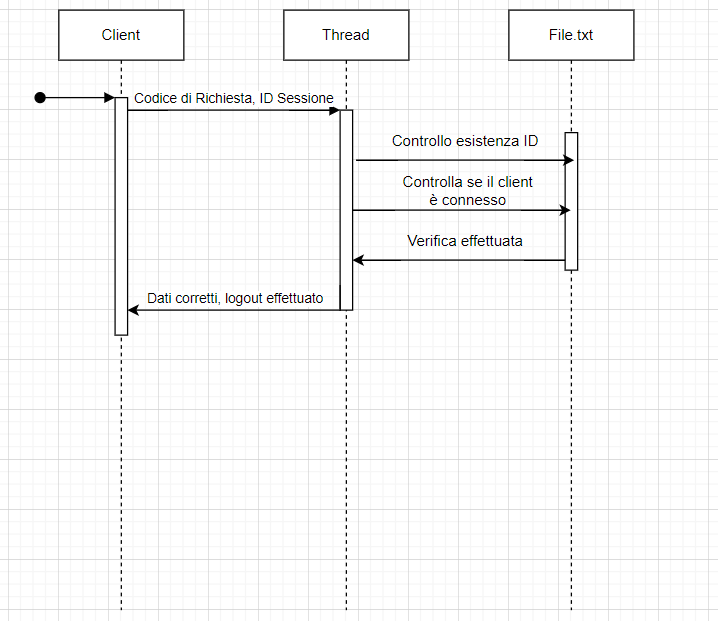 Client
Thread
File.txt
Codice di Richiesta, ID Sessione
Controllo esistenza ID
Controlla se il client
è connesso
Verifica effettuata
Dati corretti, logout effettuato